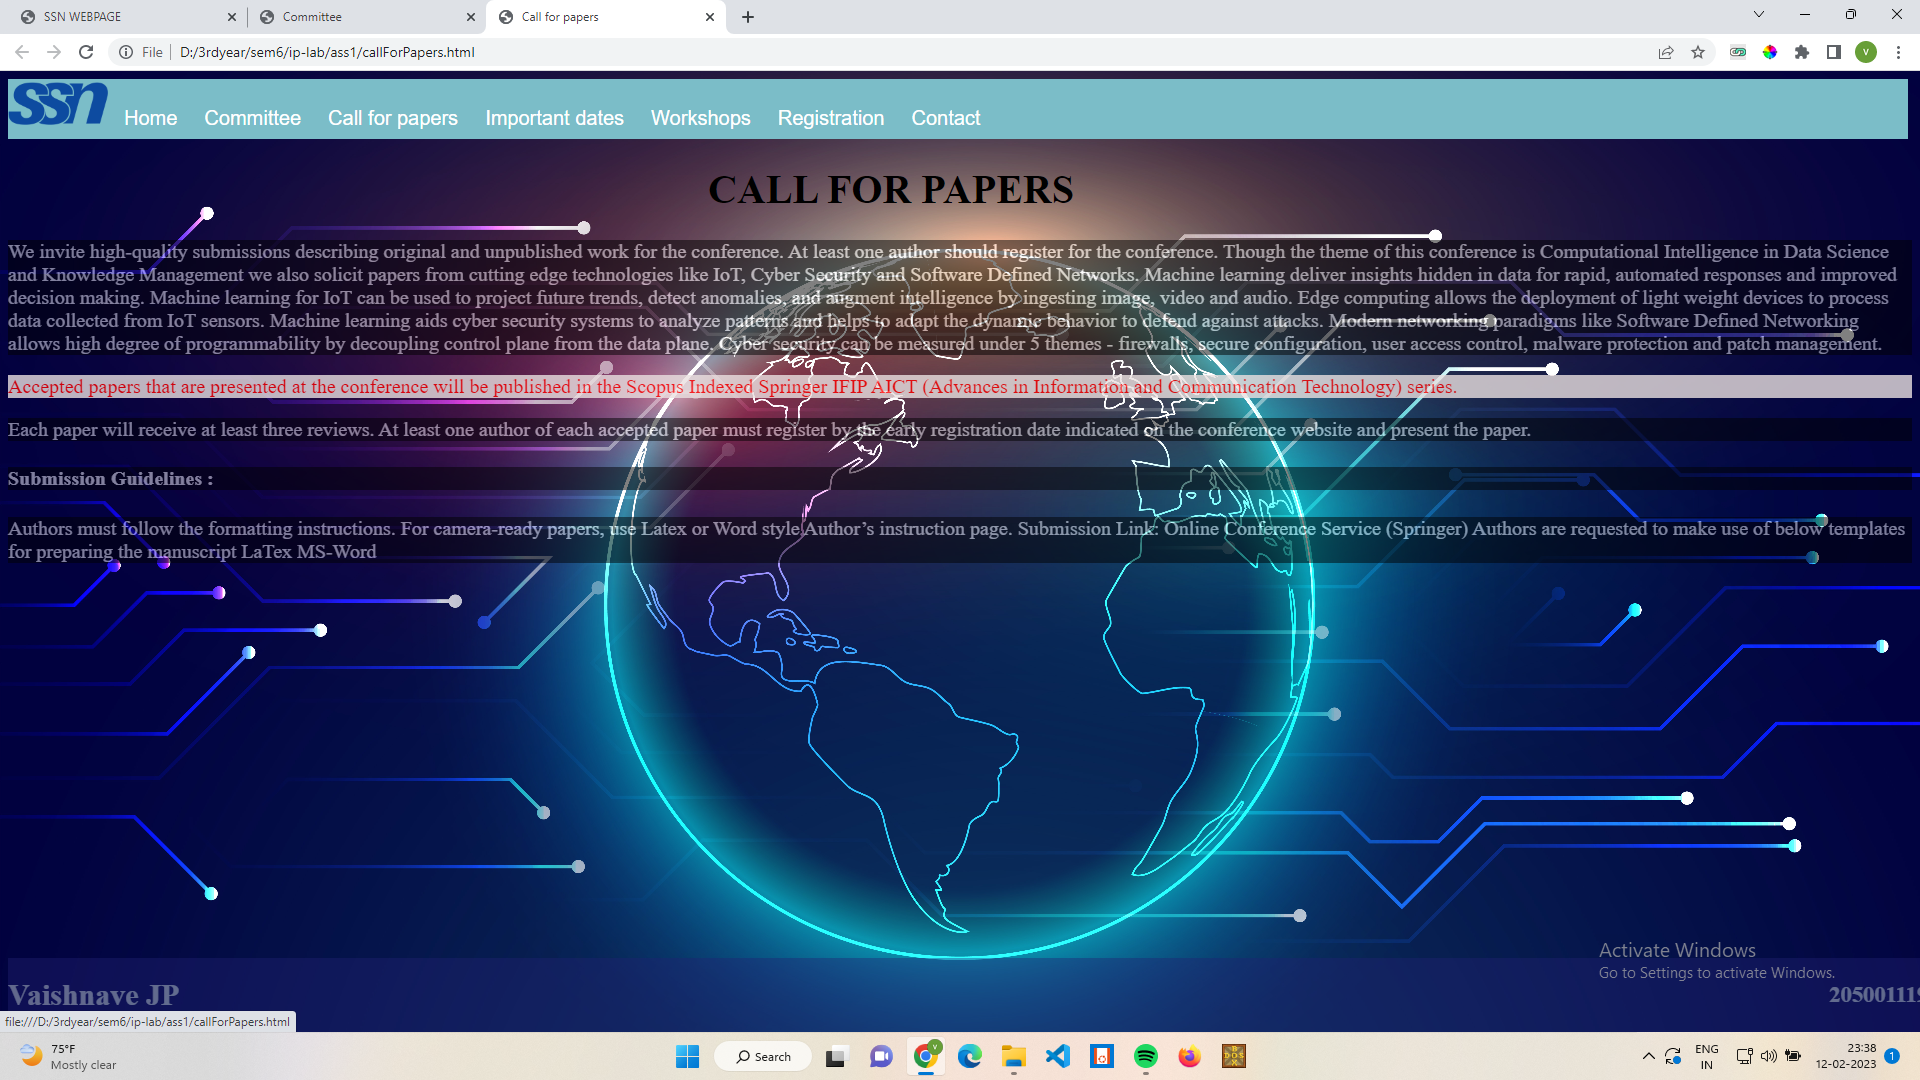 SSN WEBPAGE
Committee
Call for papers
File
D:/3rdyear/sem6/ip-lab/ass1/callForPapers.html
V
ssn
Home
Committee
Call for papers
Important dates
Workshops
Registration
Contact
CALL FOR PAPERS
We invite high-quality submissions describing original and unpublished work for the conference. At least one author should register for the conference. Though the theme of this conference is Computational Intelligence in Data Science
and Knowledge Management we also solicit papers from cutting edge technologies like IoT, Cyber Security and Software Defined Networks. Machine learning deliver insights hidden in data for rapid, automated responses and improved
decision making. Machine learning for IoT can be used to project future trends, detect anomalies, and augment intelligence by ingesting image, video and audio. Edge computing allows the deployment of light weight devices to process
data collected from IoT sensors. Machine learning aids cyber security systems to analyze patterns and helps to adapt the dynamic behavior to defend against attacks. Modern networking paradigms like Software Defined Networking
allows high degree of programmability by decoupling control plane from the data plane. Cyber security can be measured under 5 themes - firewalls, secure configuration, user access control, malware protection and patch management.
Accepted papers that are presented at the conference will be published in the Scopus Indexed Springer IFIP AICT (Advances in Information and Communication Technology) series.
Each paper will receive at least three reviews. At least one author of each accepted paper must register by the early registration date indicated on the conference website and present the paper.
Submission Guidelines :
Authors must follow the formatting instructions. For camera-ready papers, use Latex or Word style Author’s instruction page. Submission Link: Online Conference Service (Springer) Authors are requested to make use of below templates
for preparing the manuscript LaTex MS-Word
Activate Windows
Go to Settings to activate Windows.
Vaishnave JP
205001119
file:///D:/3rdyear/sem6/ip-lab/ass1/callForPapers.html
75°F
Mostly clear
Search
V
DOS
ENG
IN
23:38
12-02-2023
1